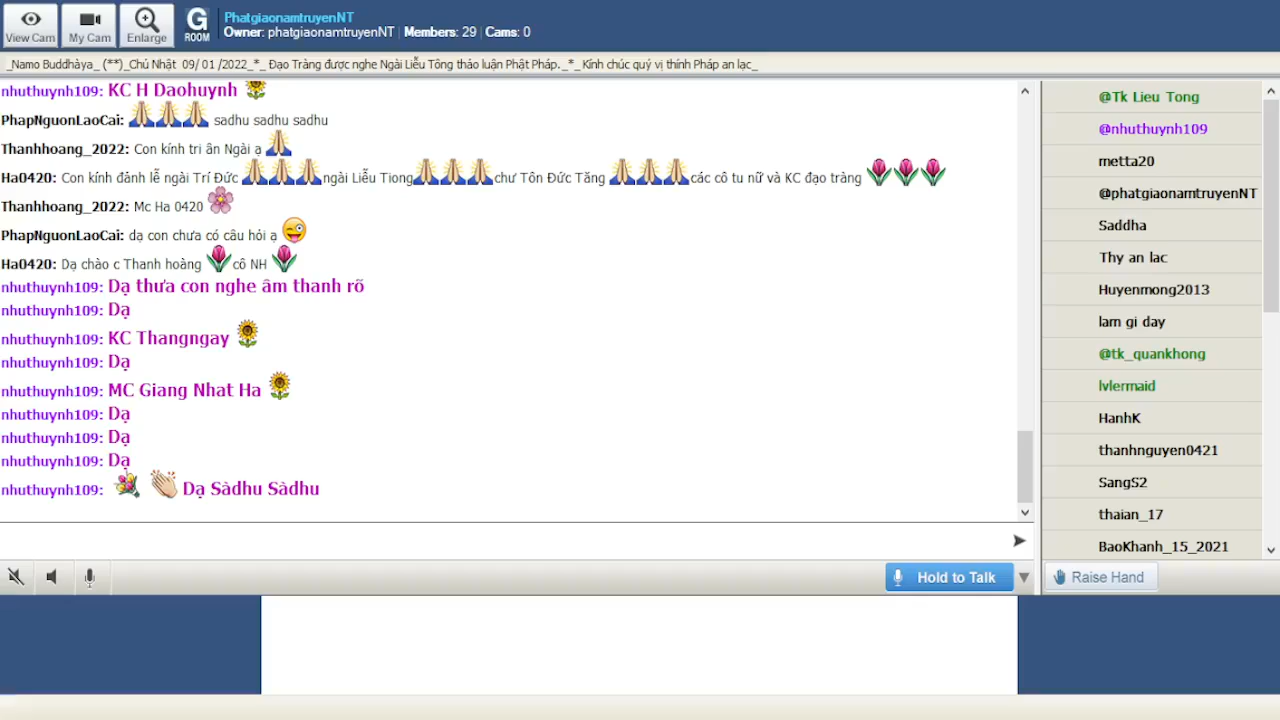 View Cam
My Cam
Enlarge
G
ROOM
PhatgiaonamtruyenNT
Owner: phatgiaonamtruyenNT | Members: 29 | Cams: 0
_Namo Buddhàya_ (**)_Chủ Nhật 09/ 01 /2022_*_ Đạo Tràng được nghe Ngài Liễu Tông thảo luận Phật Pháp._*_Kính chúc quý vị thính Pháp an lạc_
nhuthuynh109: KC H Daohuynh
PhapNguonLaoCai: sadhu sadhu sadhu
Thanhhoang_2022: Con kính tri ân Ngài ạ
Ha0420: Con kính đảnh lễ ngài Trí Đức ngài Liễu Tiong chư Tôn Đức Tăng các cô tu nữ và KC đạo tràng
Thanhhoang_2022: Mc Ha 0420
PhapNguonLaoCai: dạ con chưa có câu hỏi ạ
Ha0420: Dạ chào c Thanh hoàng cô NH
nhuthuynh109: Dạ thưa con nghe âm thanh rõ
nhuthuynh109: Dạ
nhuthuynh109: KC Thangngay
nhuthuynh109: Dạ
nhuthuynh109: MC Giang Nhat Ha
nhuthuynh109: Dạ
nhuthuynh109: Dạ
nhuthuynh109: Dạ
nhuthuynh109: Dạ Sàdhu Sàdhu
Hold to Talk
@Tk Lieu Tong
@nhuthuynh109
metta20
@phatgiaonamtruyenNT
Saddha
Thy an lac
Huyenmong2013
lam gi day
@tk_quankhong
lvlermaid
HanhK
thanhnguyen0421
SangS2
thaian_17
BaoKhanh_15_2021
Raise Hand